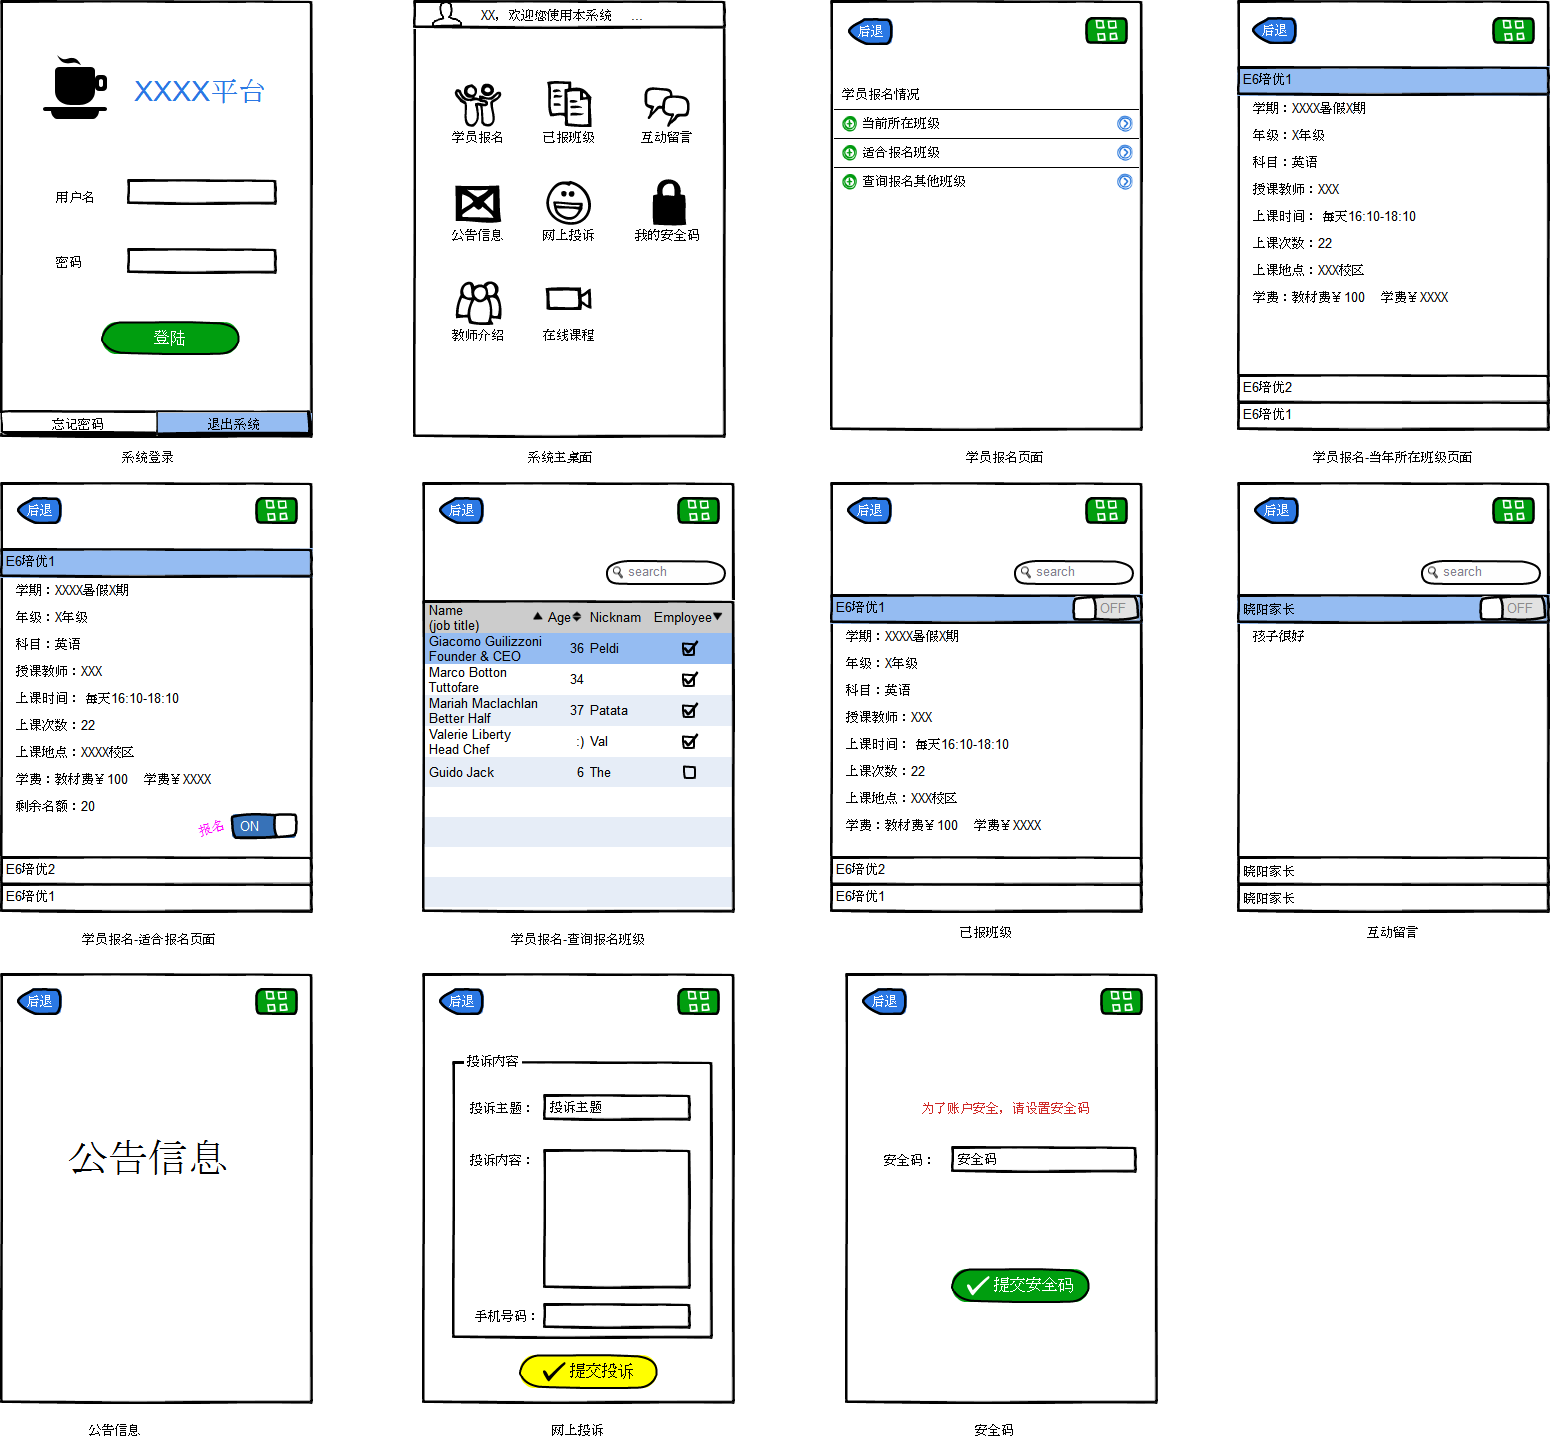 XXXX平台
用户名
密码
登陆
忘记密码
退出系统
系统登录
XX，欢迎您使用本系统 ...
学员报名
已报班级
互动留言
公告信息
网上投诉
我的安全码
教师介绍
在线课程
系统主桌面
后退
学员报名情况
当前所在班级
适合报名班级
查询报名其他班级
学员报名页面
后退
E6培优1
学期：XXXX暑假X期
年级：X年级
科目：英语
授课教师：XXX
上课时间： 每天16:10-18:10
上课次数：22
上课地点：XXX校区
学费：教材费￥100 学费￥XXXX
E6培优2
E6培优1
学员报名-当年所在班级页面
后退
E6培优1
学期：XXXX暑假X期
年级：X年级
科目：英语
授课教师：XXX
上课时间： 每天16:10-18:10
上课次数：22
上课地点：XXXX校区
学费：教材费￥100 学费￥XXXX
剩余名额：20
报名 ON
E6培优2
E6培优1
学员报名-适合报名页面
后退
search
Name
(job title) Age Nicknam Employee
Giacomo Guilizzoni
Founder & CEO 36 Peldi
Marco Botton
Tuttofare 34
Mariah Maclachlan
Better Half 37 Patata
Valerie Liberty
Head Chef :) Val
Guido Jack 6 The
学员报名-查询报名班级
后退
search
E6培优1 OFF
学期：XXXX暑假X期
年级：X年级
科目：英语
授课教师：XXX
上课时间： 每天16:10-18:10
上课次数：22
上课地点：XXX校区
学费：教材费￥100 学费￥XXXX
E6培优2
E6培优1
已报班级
后退
search
晓阳家长 OFF
孩子很好
晓阳家长
晓阳家长
互动留言
后退
公告信息
公告信息
后退
投诉内容
投诉主题： 投诉主题
投诉内容：
手机号码：
提交投诉
网上投诉
后退
为了账户安全，请设置安全码
安全码： 安全码
提交安全码
安全码